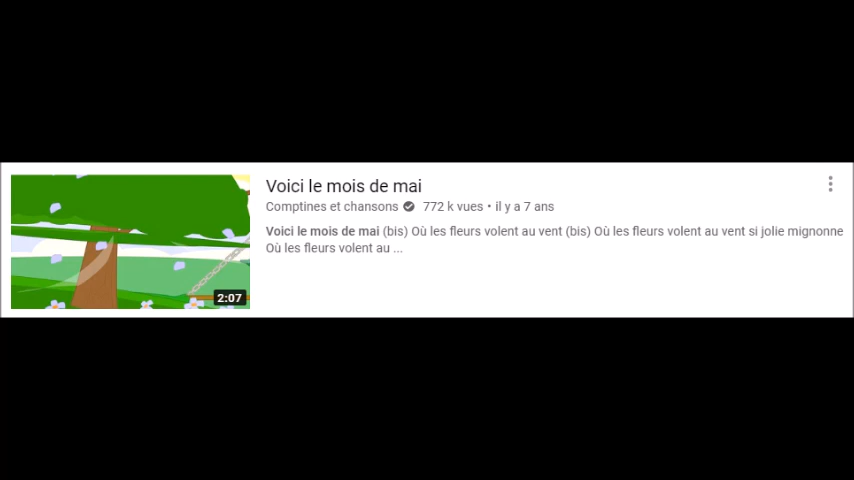 Voici le mois de mai
Comptines et chansons 772 k vues • il y a 7 ans
Voici le mois de mai (bis) Où les fleurs volent au vent (bis) Où les fleurs volent au vent si jolie mignonne
Où les fleurs volent au ...
2:07